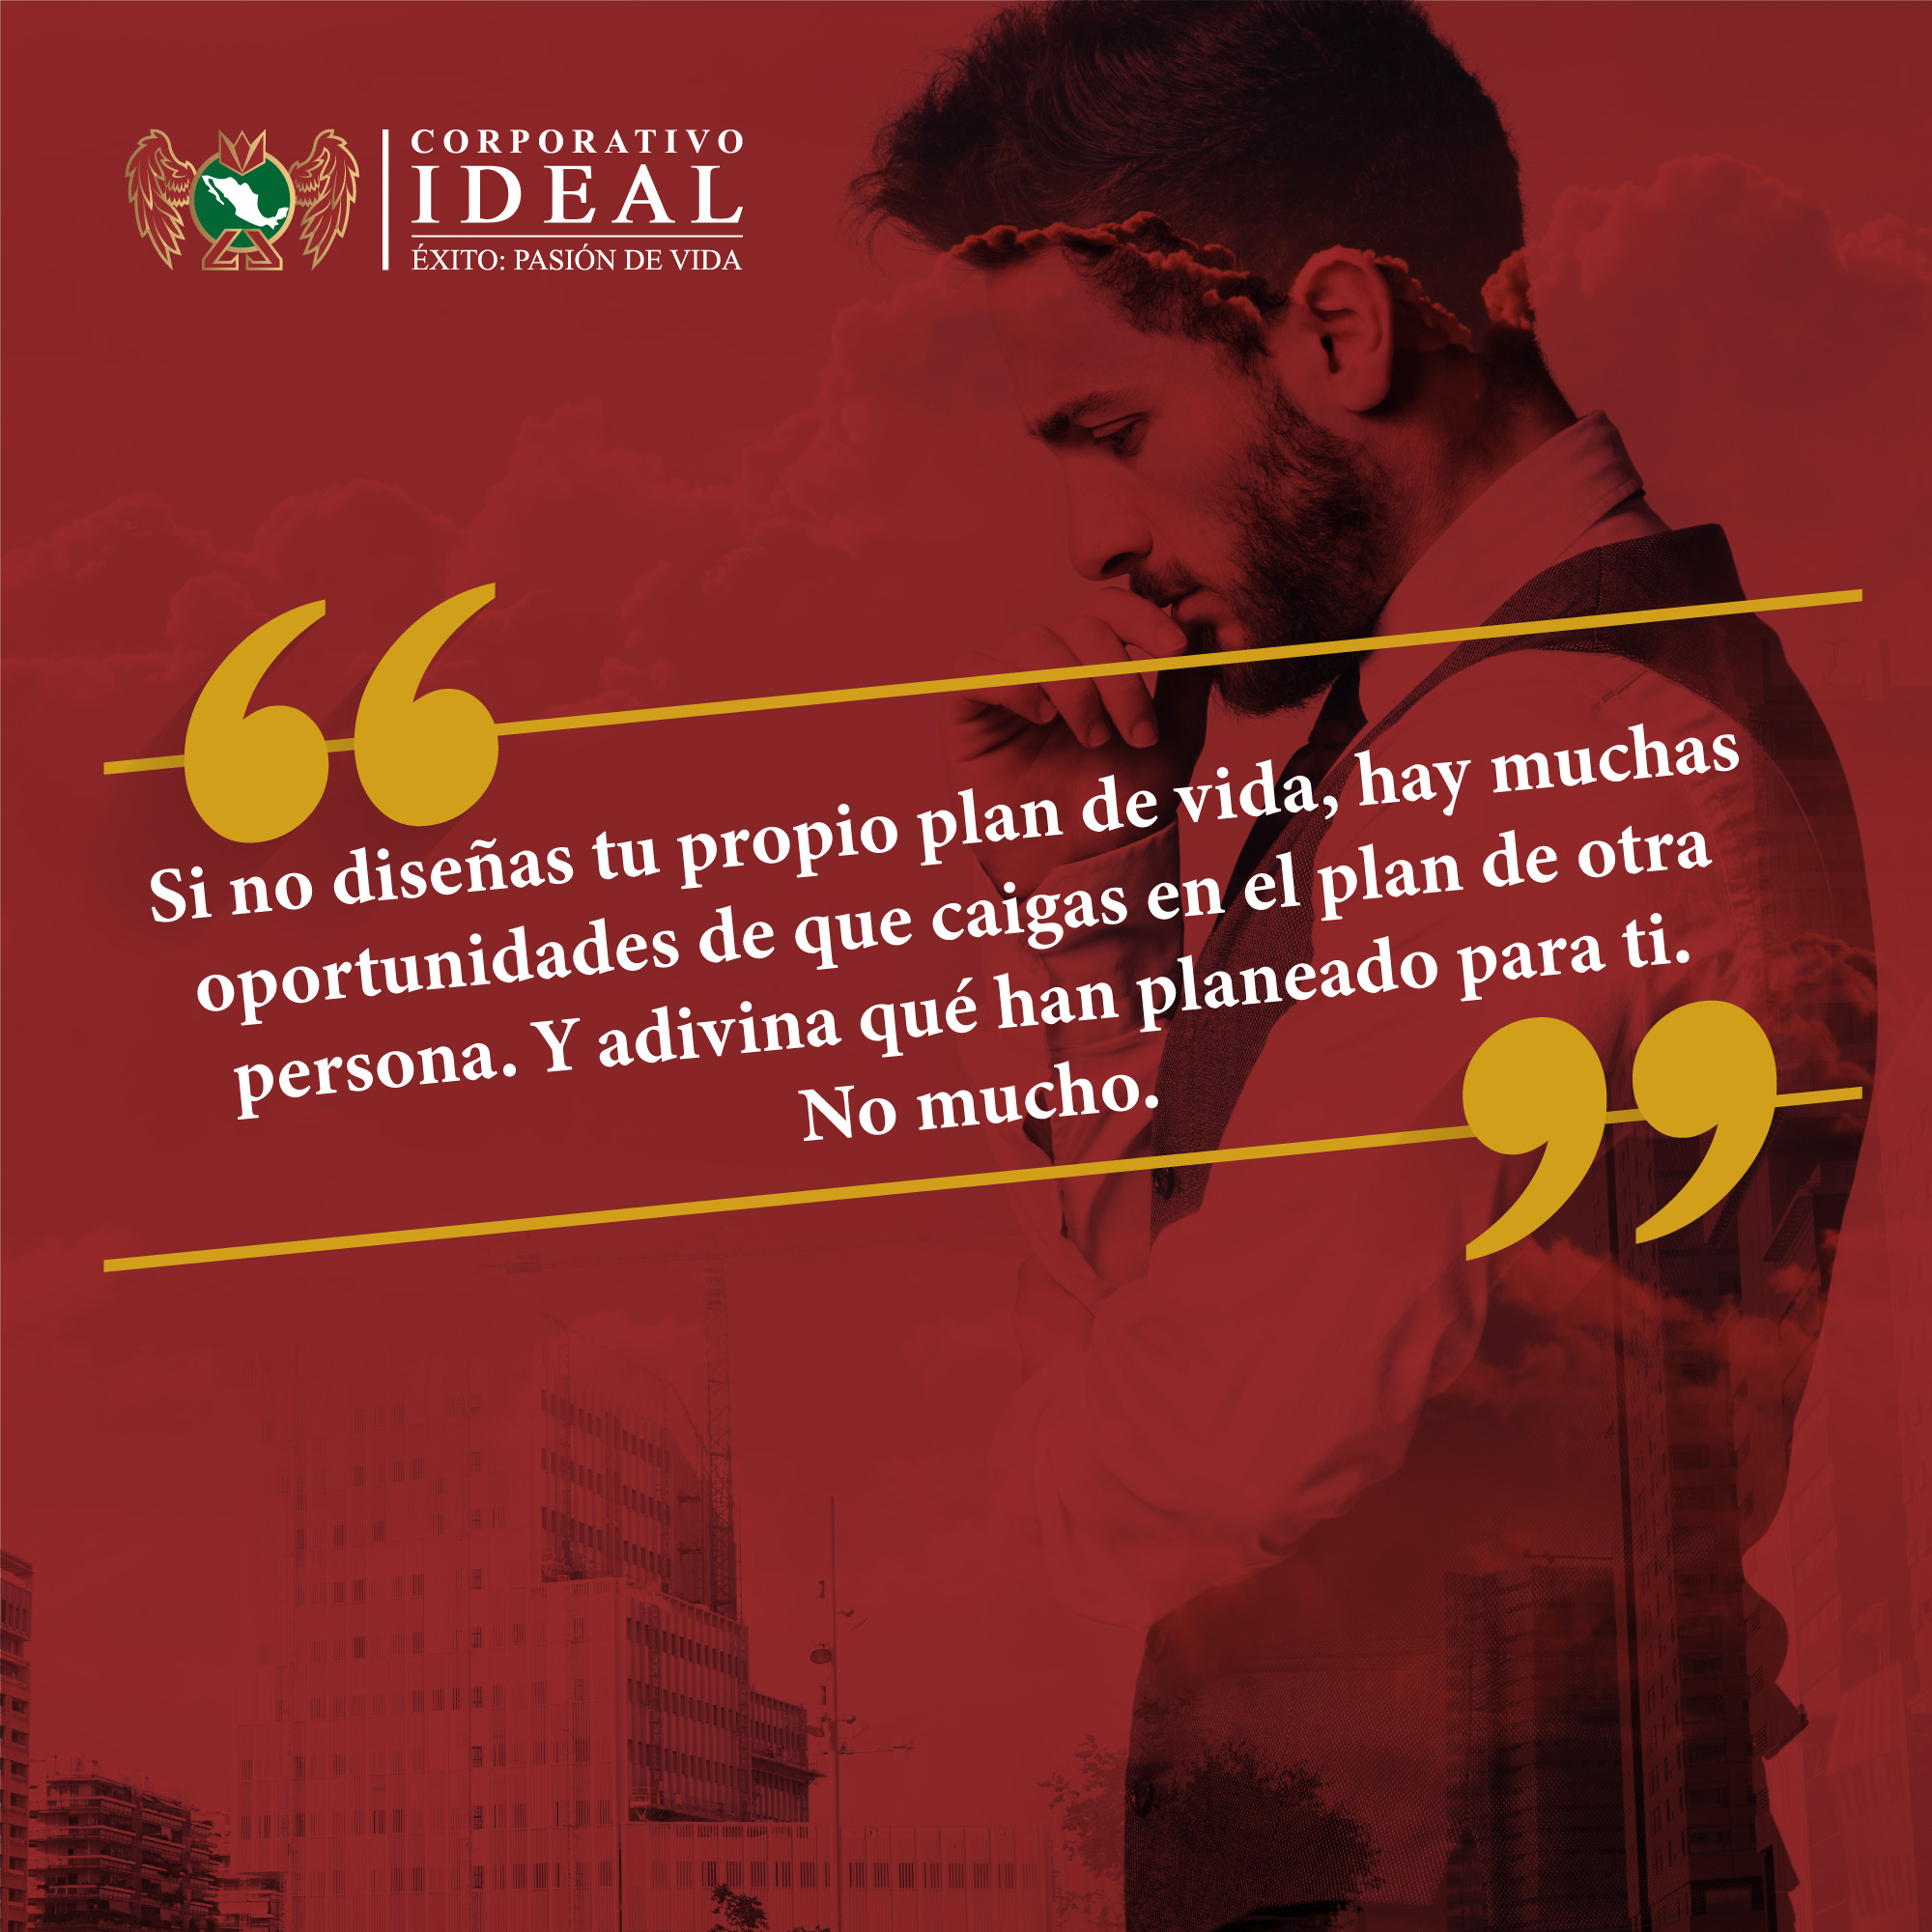 CORPORATIVO
IDEAL
ÉXITO: PASIÓN DE VIDA
“
Si no diseñas tu propio plan de vida, hay muchas
oportunidades de que caigas en el plan de otra
persona. Y adivina qué han planeado para ti.
No mucho.
”